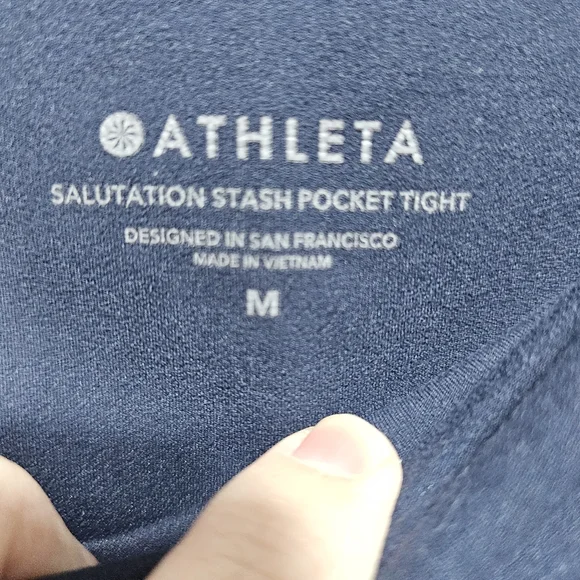 ATHLETA
SALUTATION STASH POCKET TIGHT
DESIGNED IN SAN FRANCISCO
MADE IN VIETNAM
M